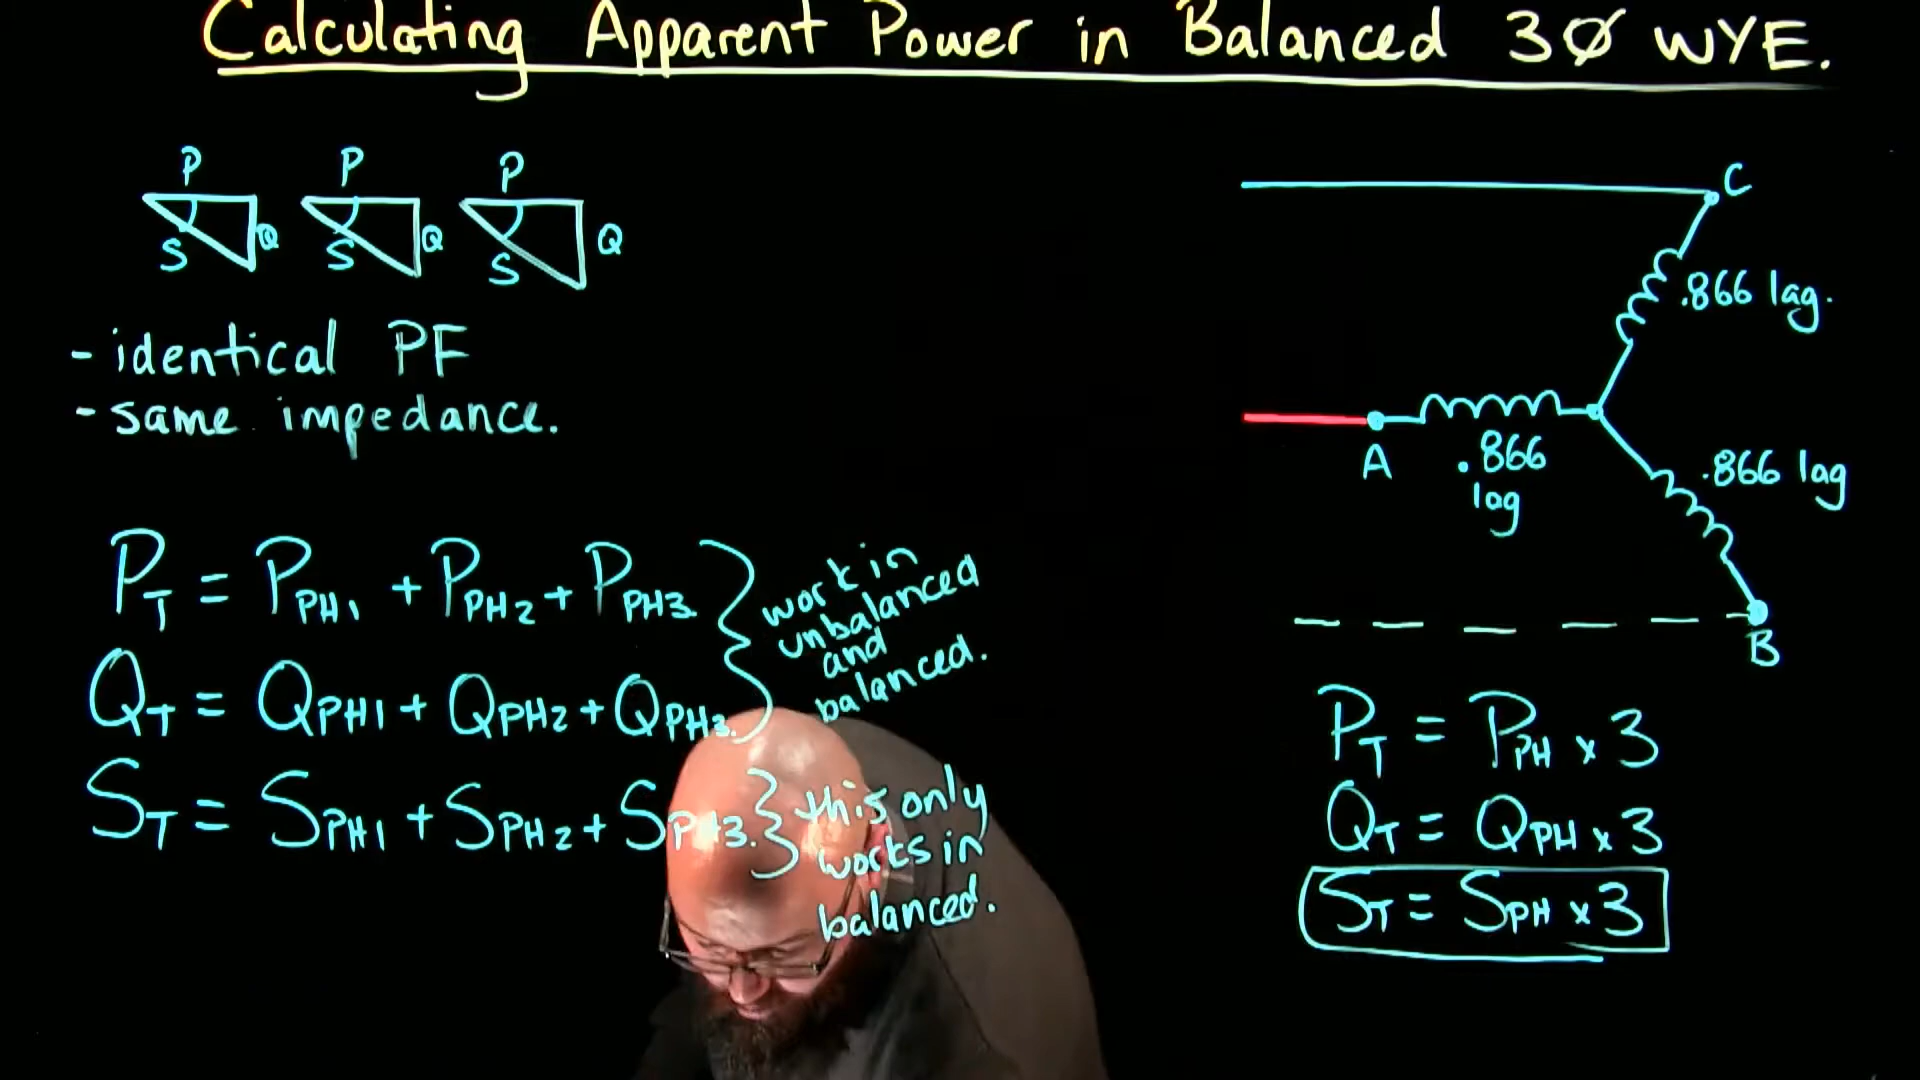 Calculating Apparent Power in Balanced 3Ø WYE.
P P P
S Q S Q S Q
- identical PF
- same impedance.
P_T = P_PH1 + P_PH2 + P_PH3.
work in
unbalanced
and
balanced.
Q_T = Q_PH1 + Q_PH2 + Q_PH3.
S_T = S_PH1 + S_PH2 + S_PH3.
this only
works in
balanced.
C
.866 lag.
A
.866
lag
.866 lag
B
P_T = P_PH x 3
Q_T = Q_PH x 3
S_T = S_PH x 3